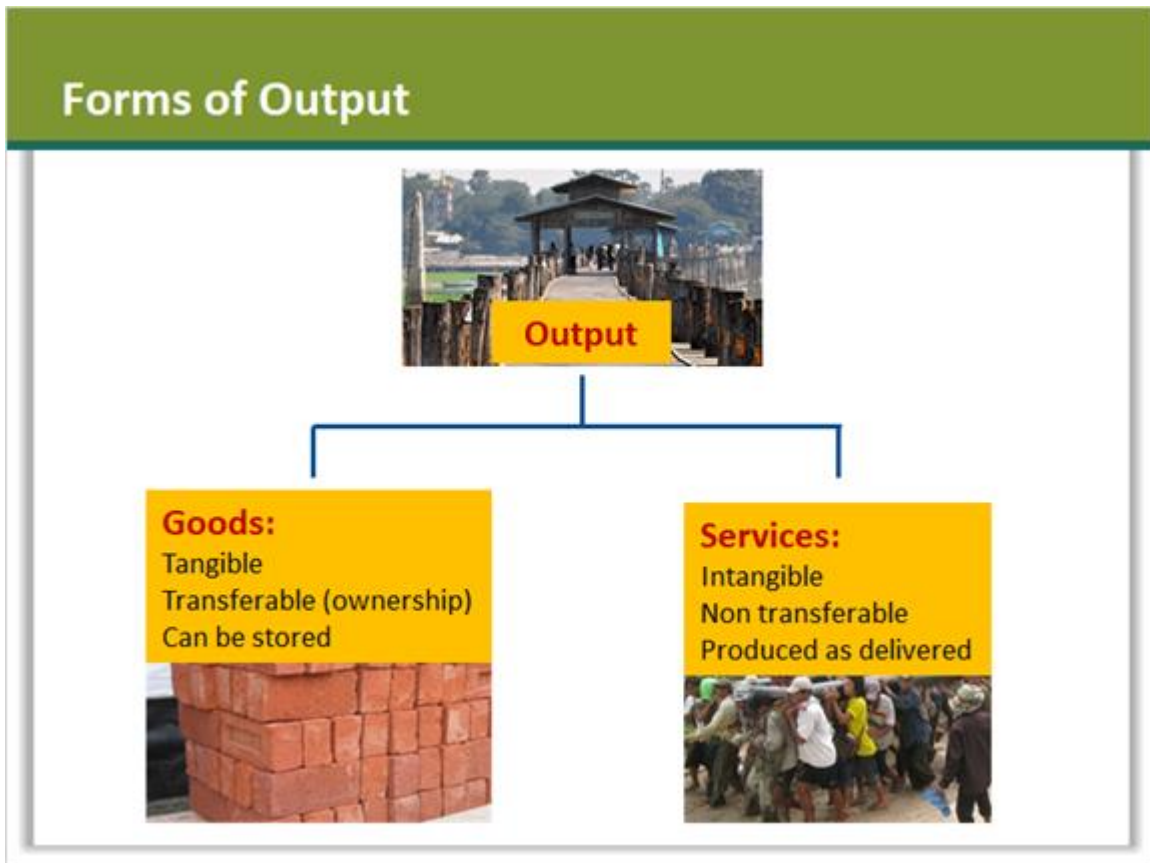 Forms of Output
Output
Goods:
Tangible
Transferable (ownership)
Can be stored
Services:
Intangible
Non transferable
Produced as delivered